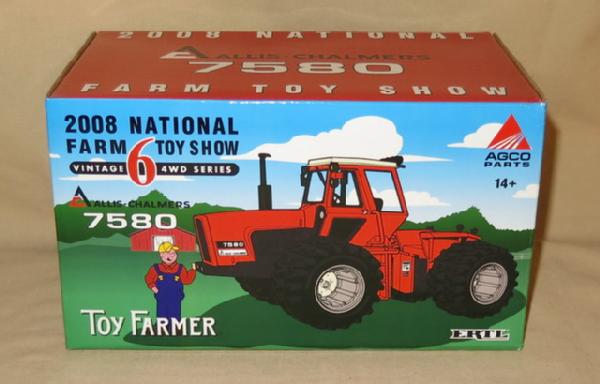 2008 NATIONAL
ALLIS-CHALMERS
7580
FARM TOY SHOW
2008 NATIONAL
FARM 6 TOY SHOW
VINTAGE 6 4WD SERIES
ALLIS-CHALMERS
7580
AGCO
PARTS
14+
7580
TOY FARMER
ERTL